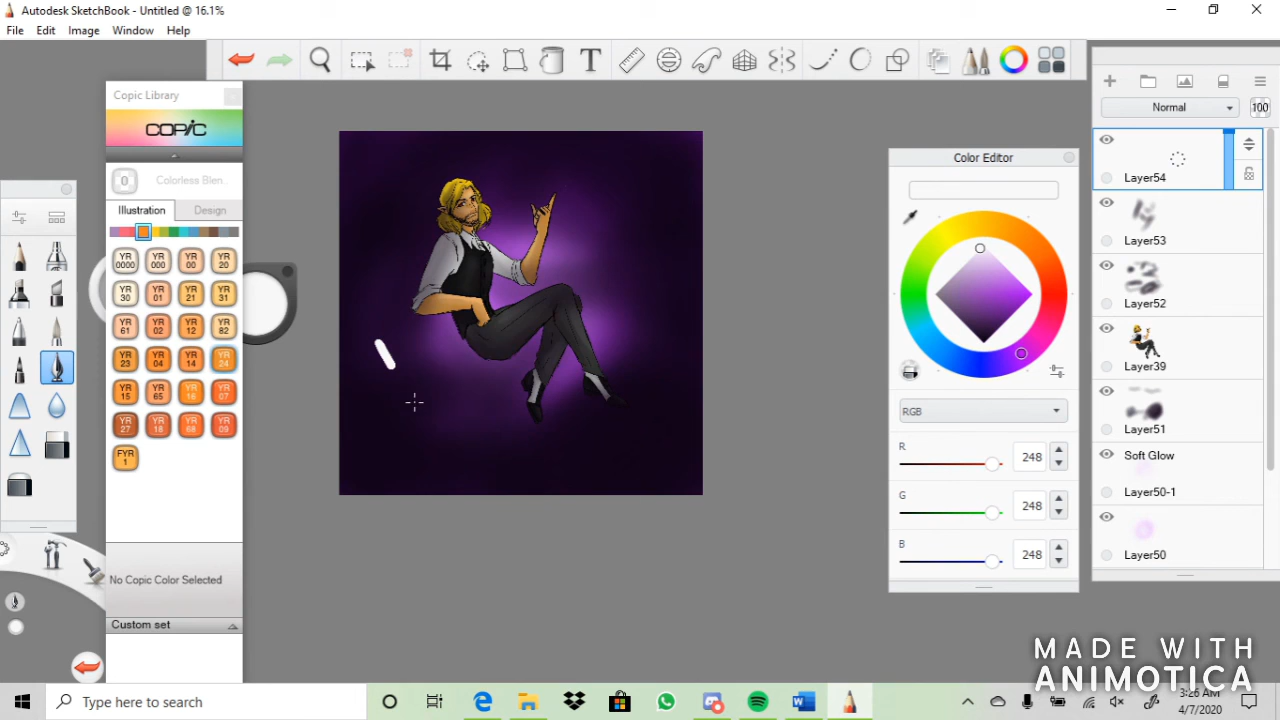 Autodesk SketchBook - Untitled @ 16.1%
File Edit Image Window Help
T
Copic Library
COPIC
0 Colorless Blen..
Illustration Design
YR 0000 YR 000 YR 00 YR 20
YR 30 YR 01 YR 21 YR 31
YR 61 YR 02 YR 12 YR 82
YR 23 YR 04 YR 14 YR 24
YR 15 YR 65 YR 16 YR 07
YR 27 YR 18 YR 68 YR 09
FYR 1
No Copic Color Selected
Custom set
Color Editor
RGB
R 248
G 248
B 248
Normal 100
Layer54
Layer53
Layer52
Layer39
Layer51
Soft Glow
Layer50-1
Layer50
MADE WITH
ANIMOTICA
Type here to search
3:26 AM
4/7/2020